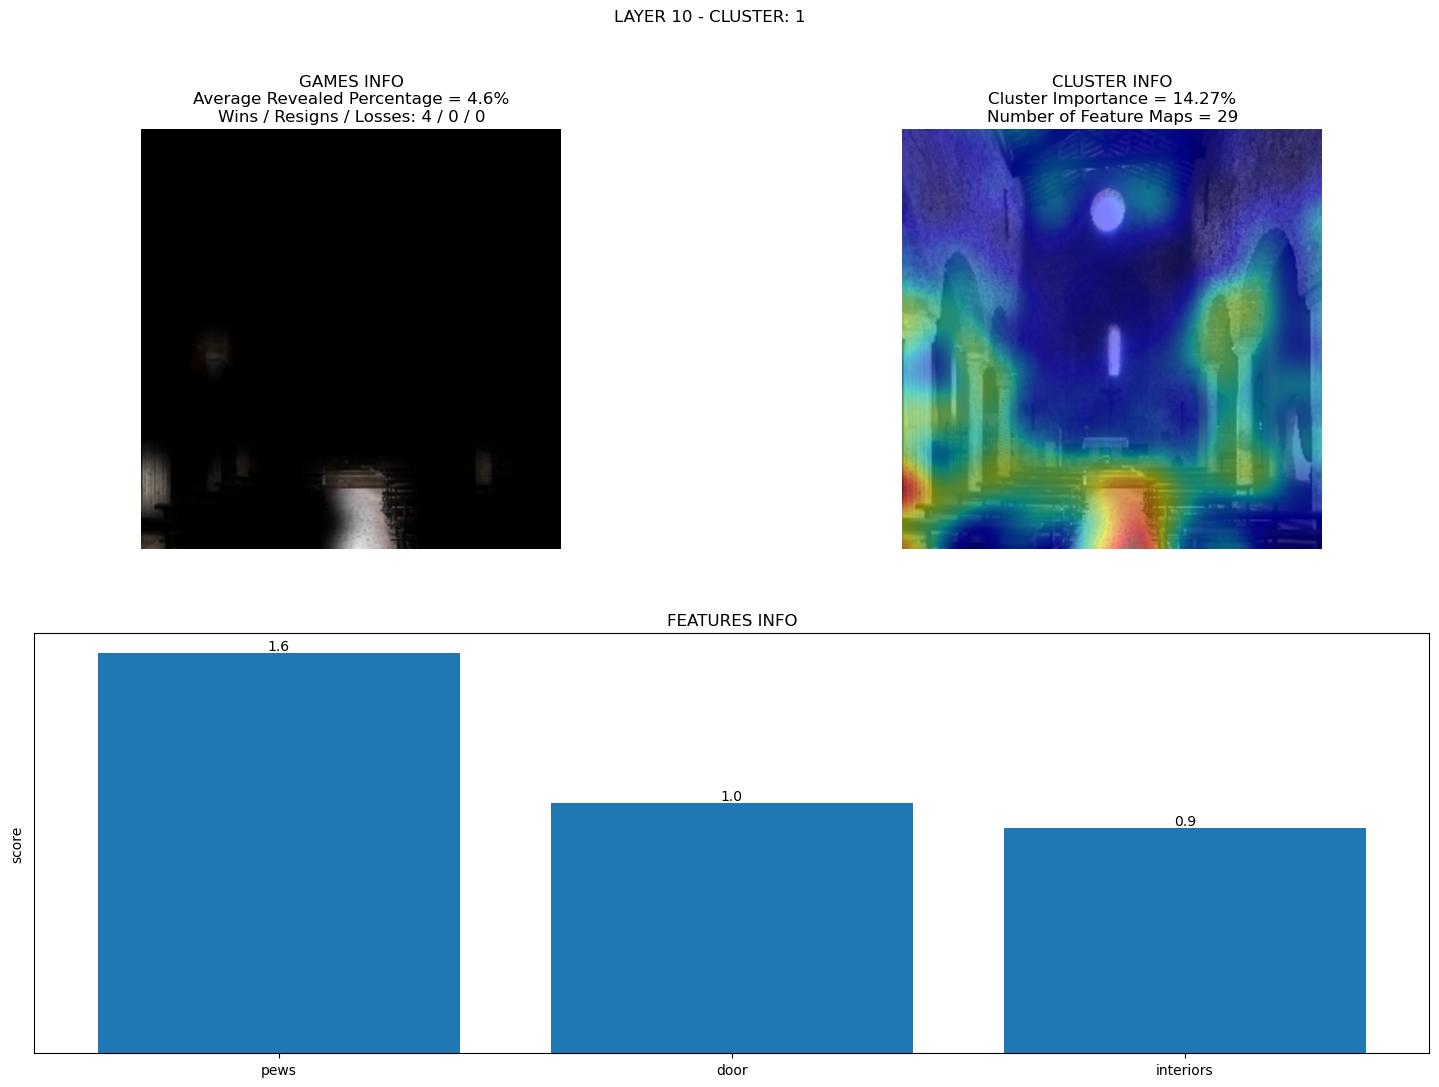 LAYER 10 - CLUSTER: 1
GAMES INFO
Average Revealed Percentage = 4.6%
Wins / Resigns / Losses: 4 / 0 / 0
CLUSTER INFO
Cluster Importance = 14.27%
Number of Feature Maps = 29
FEATURES INFO
score
1.6
1.0
0.9
pews
door
interiors